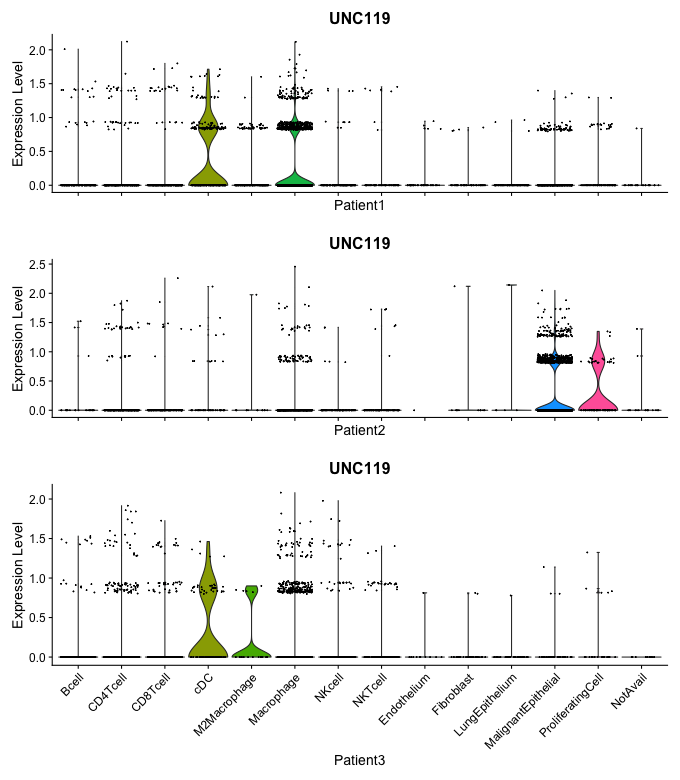 UNC119
Expression Level
2.0
1.5
1.0
0.5
0.0
Patient1
UNC119
Expression Level
2.5
2.0
1.5
1.0
0.5
0.0
Patient2
UNC119
Expression Level
2.0
1.5
1.0
0.5
0.0
Bcell
CD4Tcell
CD8Tcell
cDC
M2Macrophage
Macrophage
NKcell
NKTcell
Endothelium
Fibroblast
LungEpithelium
MalignantEpithelial
ProliferatingCell
NotAvail
Patient3